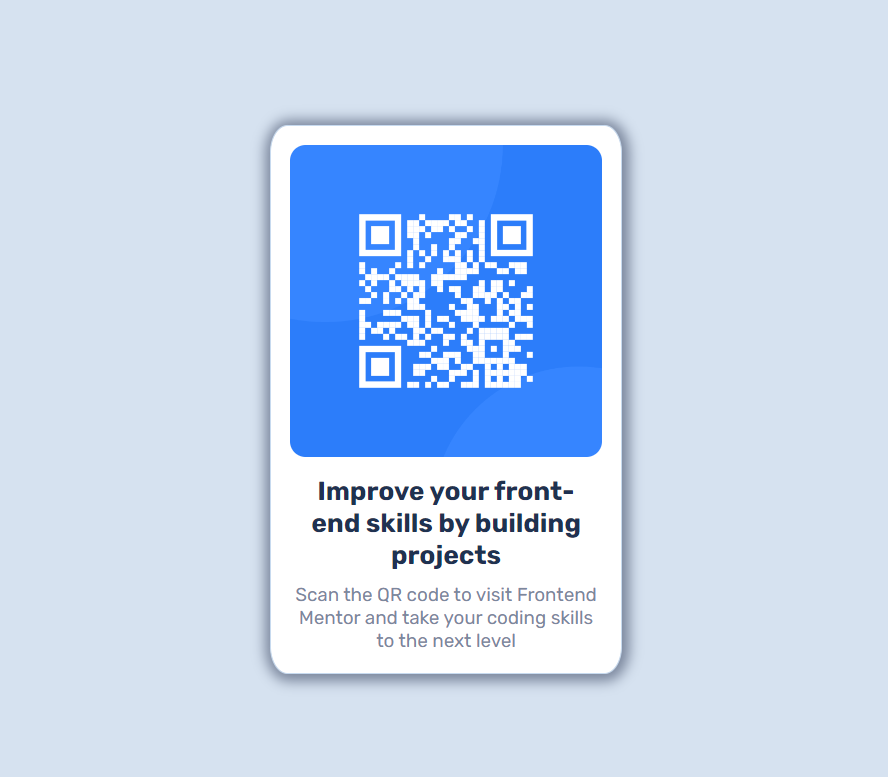 Improve your front-
end skills by building
projects
Scan the QR code to visit Frontend
Mentor and take your coding skills
to the next level